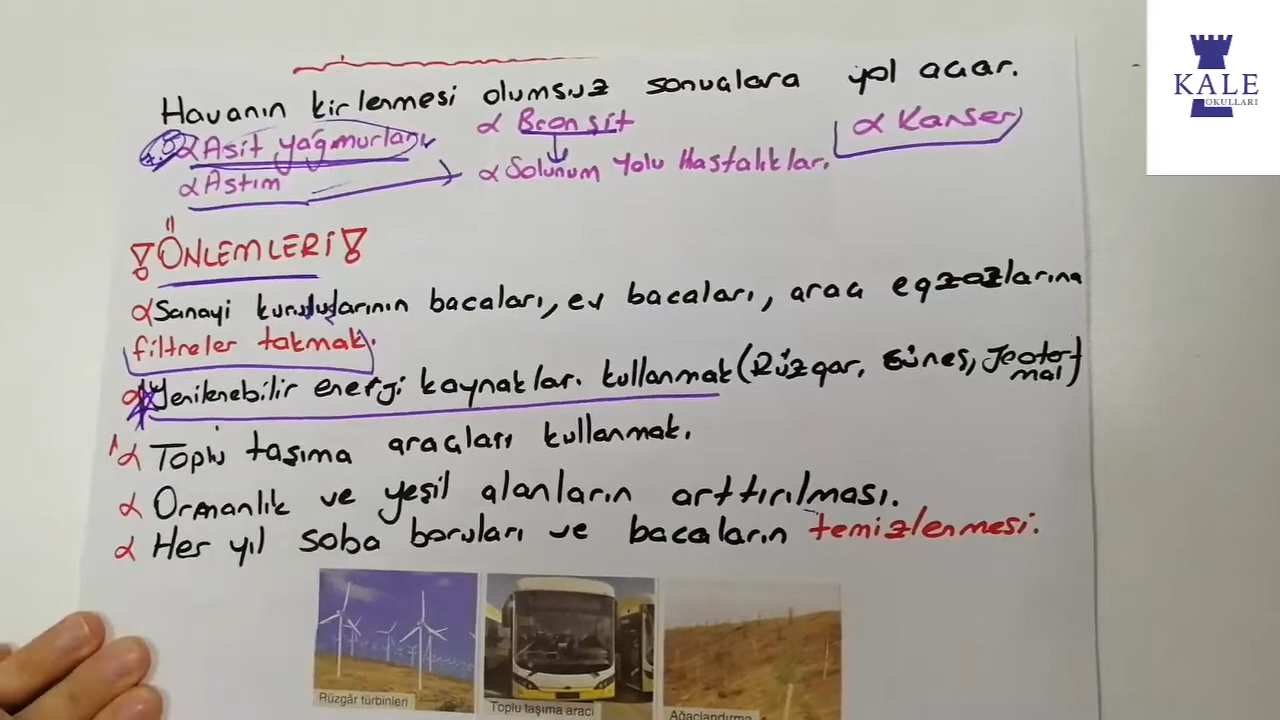 KALE
OKULLARI
Havanın kirlenmesi olumsuz sonuçlara yol açar.
α Asit yağmurları α Bronşit α Kanser
α Astım α Solunum Yolu Hastalıkları.
ÖNLEMLERİ
α Sanayi kuruluşlarının bacaları, ev bacaları, araç egzozlarına
filtreler takmak.
α Yenilenebilir enerji kaynakları kullanmak (Rüzgar, Güneş, Jeoter
mal)
α Toplu taşıma araçları kullanmak.
α Ormanlık ve yeşil alanların arttırılması.
α Her yıl soba boruları ve bacaların temizlenmesi.
Rüzgâr türbinleri
Toplu taşıma aracı
Ağaçlandırma